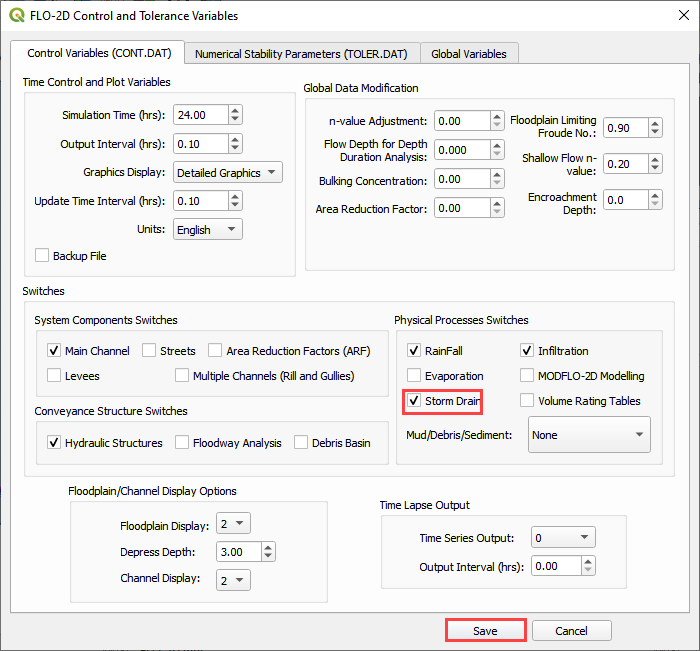 FLO-2D Control and Tolerance Variables
Control Variables (CONT.DAT) Numerical Stability Parameters (TOLER.DAT) Global Variables
Time Control and Plot Variables
Simulation Time (hrs): 24.00
Output Interval (hrs): 0.10
Graphics Display: Detailed Graphics
Update Time Interval (hrs): 0.10
Units: English
Backup File
Global Data Modification
n-value Adjustment: 0.00
Flow Depth for Depth
Duration Analysis: 0.000
Bulking Concentration: 0.00
Area Reduction Factor: 0.00
Floodplain Limiting
Froude No.: 0.90
Shallow Flow n-
value: 0.20
Encroachment
Depth: 0.0
Switches
System Components Switches
Main Channel Streets Area Reduction Factors (ARF)
Levees Multiple Channels (Rill and Gullies)
Conveyance Structure Switches
Hydraulic Structures Floodway Analysis Debris Basin
Physical Processes Switches
RainFall Infiltration
Evaporation MODFLO-2D Modelling
Storm Drain Volume Rating Tables
Mud/Debris/Sediment: None
Floodplain/Channel Display Options
Floodplain Display: 2
Depress Depth: 3.00
Channel Display: 2
Time Lapse Output
Time Series Output: 0
Output Interval (hrs): 0.00
Save Cancel